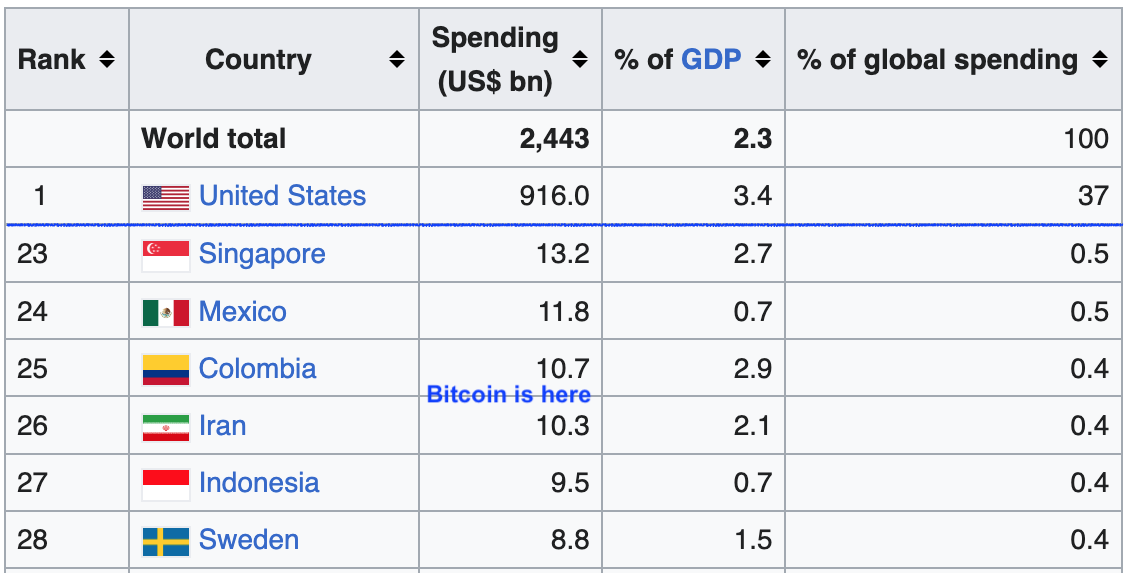 Rank Country Spending (US$ bn) % of GDP % of global spending
World total 2,443 2.3 100
1 United States 916.0 3.4 37
23 Singapore 13.2 2.7 0.5
24 Mexico 11.8 0.7 0.5
25 Colombia 10.7 2.9 0.4
Bitcoin is here
26 Iran 10.3 2.1 0.4
27 Indonesia 9.5 0.7 0.4
28 Sweden 8.8 1.5 0.4